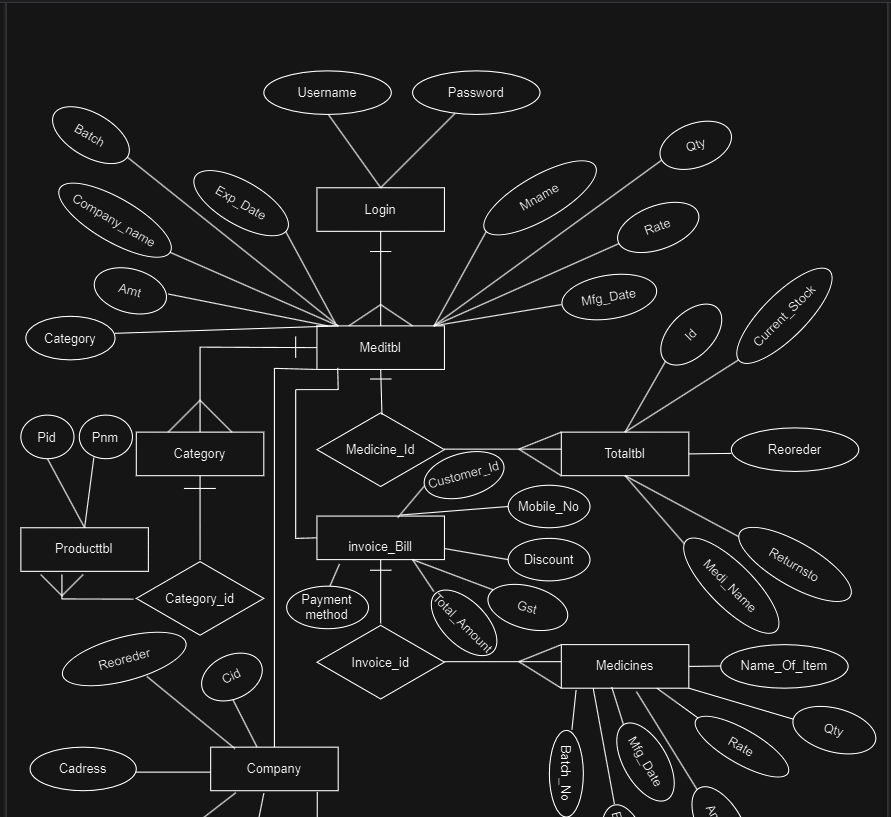 Username
Password
Batch
Qty
Exp_Date
Mname
Company_name
Login
Rate
Amt
Mfg_Date
Category
Meditbl
Id
Current_Stock
Pid
Pnm
Category
Medicine_Id
Totaltbl
Reoreder
Customer_Id
Mobile_No
Producttbl
invoice_Bill
Discount
Returnsto
Medi_Name
Category_id
Payment
method
Total_Amount
Gst
Reoreder
Cid
Invoice_id
Medicines
Name_Of_Item
Qty
Rate
Cadress
Company
Batch_No
Mfg_Date